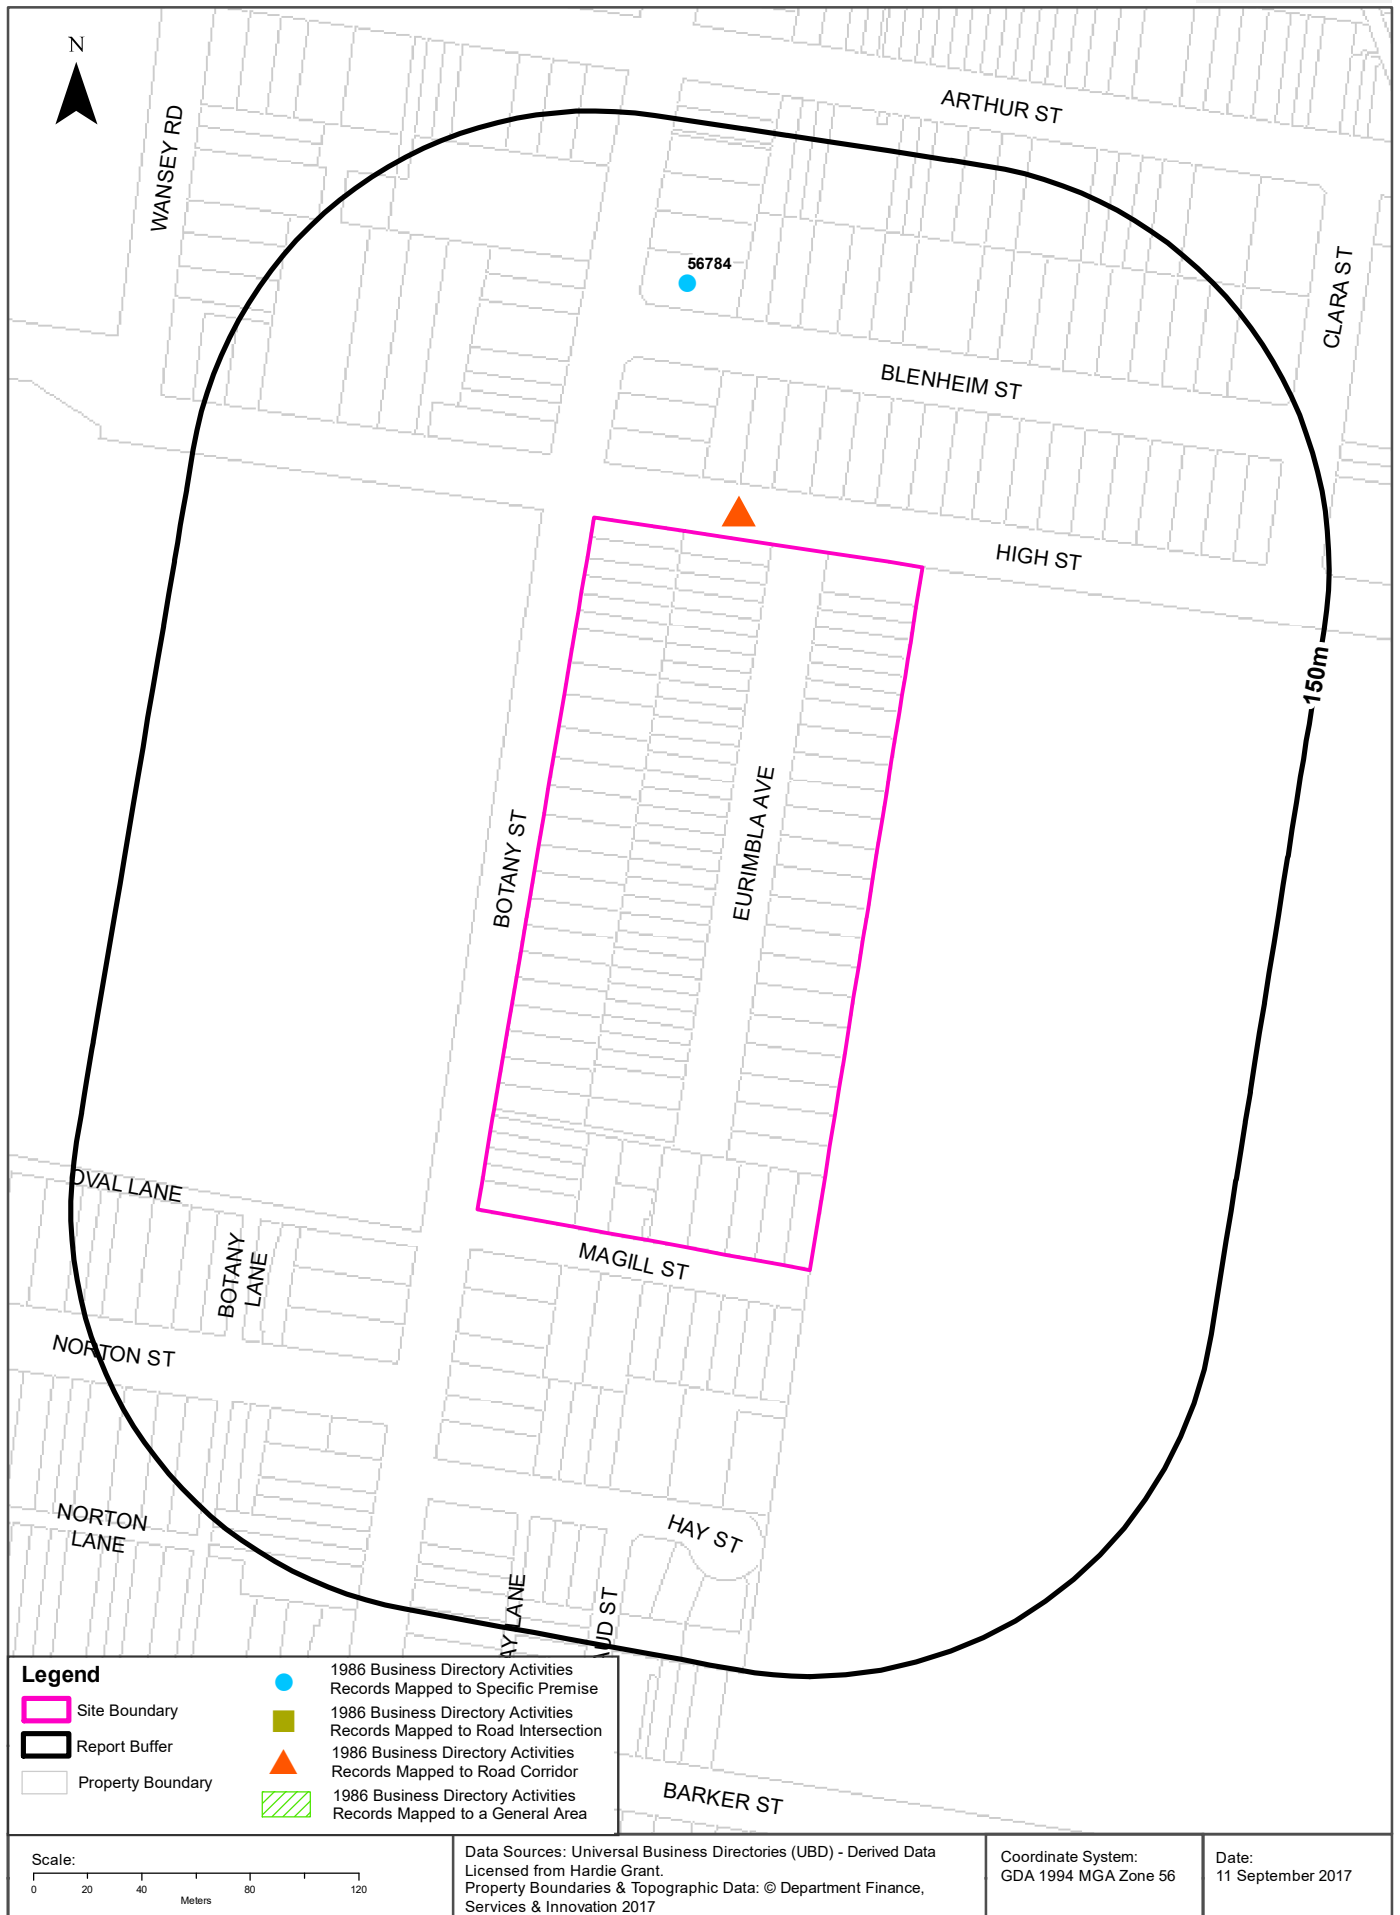 N
ARTHUR ST
WANSEY RD
CLARA ST
56784
BLENHEIM ST
HIGH ST
150m
EURIMBLA AVE
BOTANY ST
OVAL LANE
BOTANY
LANE
MAGILL ST
NORTON ST
NORTON
LANE
HAY ST
AY LANE
UD ST
BARKER ST
Legend
Site Boundary
Report Buffer
Property Boundary
1986 Business Directory Activities
Records Mapped to Specific Premise
1986 Business Directory Activities
Records Mapped to Road Intersection
1986 Business Directory Activities
Records Mapped to Road Corridor
1986 Business Directory Activities
Records Mapped to a General Area
Scale:
0 20 40 80 120
Meters
Data Sources: Universal Business Directories (UBD) - Derived Data
Licensed from Hardie Grant.
Property Boundaries & Topographic Data: © Department Finance,
Services & Innovation 2017
Coordinate System:
GDA 1994 MGA Zone 56
Date:
11 September 2017